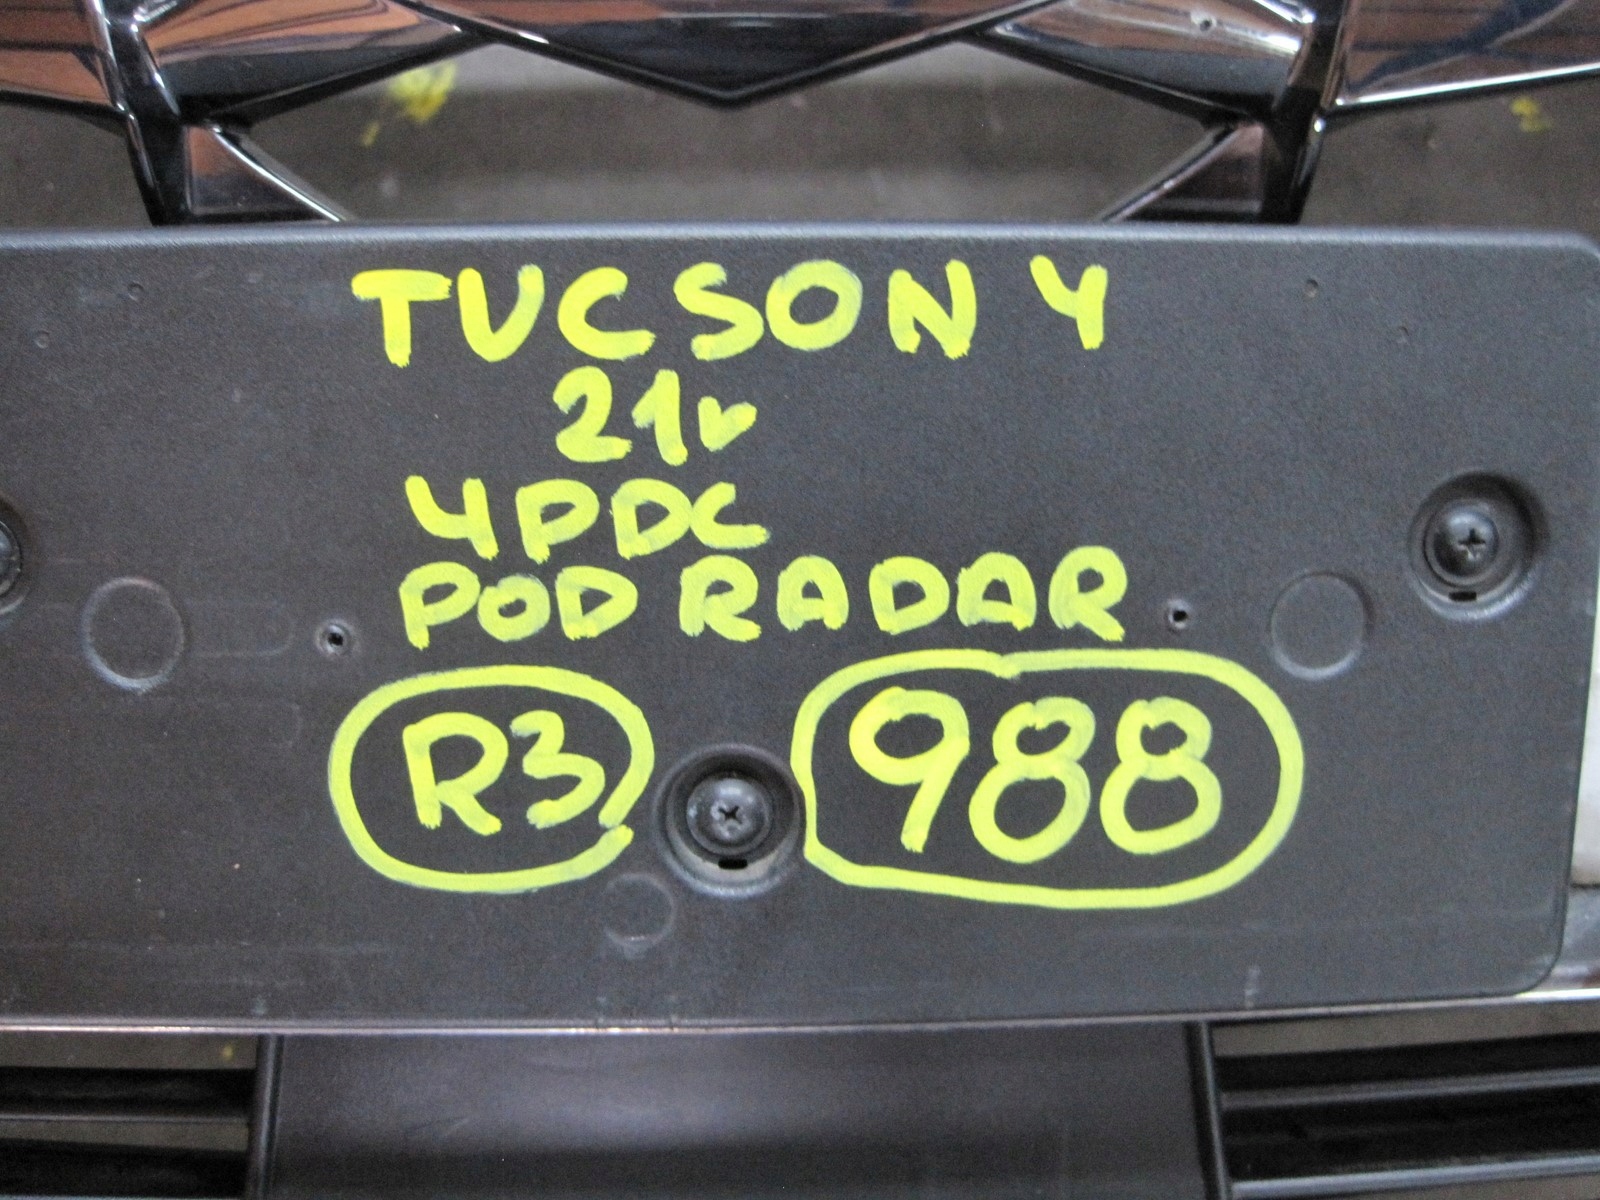 TUCSON 4
21r
4PDC
POD RADAR
R3 988